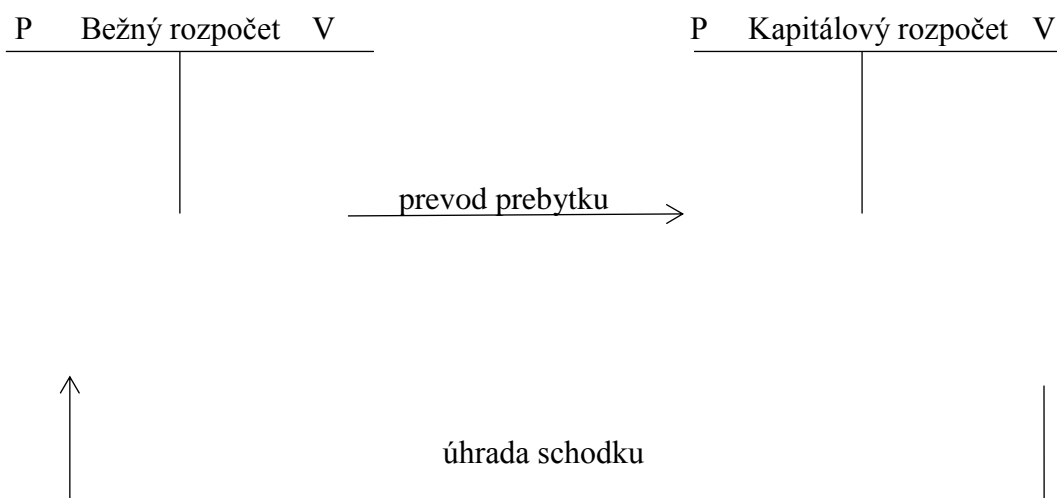 P Bežný rozpočet V
P Kapitálový rozpočet V
prevod prebytku
úhrada schodku